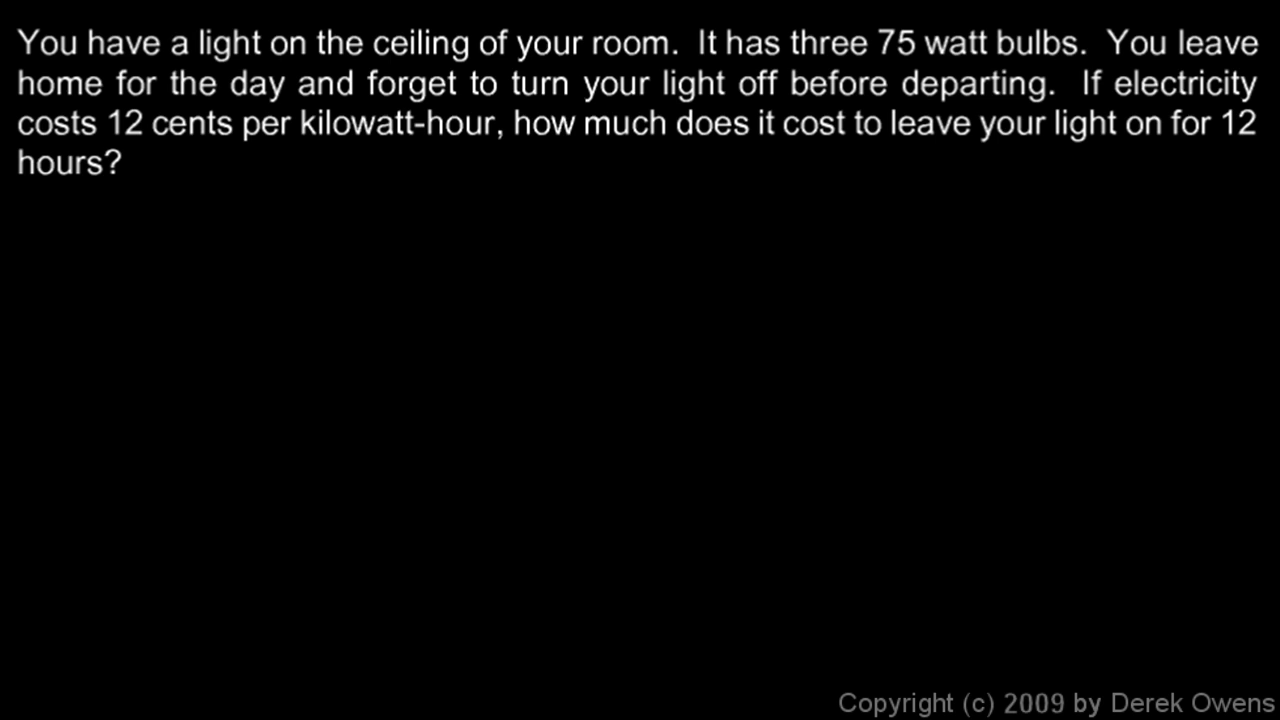 You have a light on the ceiling of your room.  It has three 75 watt bulbs.  You leave
home for the day and forget to turn your light off before departing.  If electricity
costs 12 cents per kilowatt-hour, how much does it cost to leave your light on for 12
hours?
Copyright (c) 2009 by Derek Owens